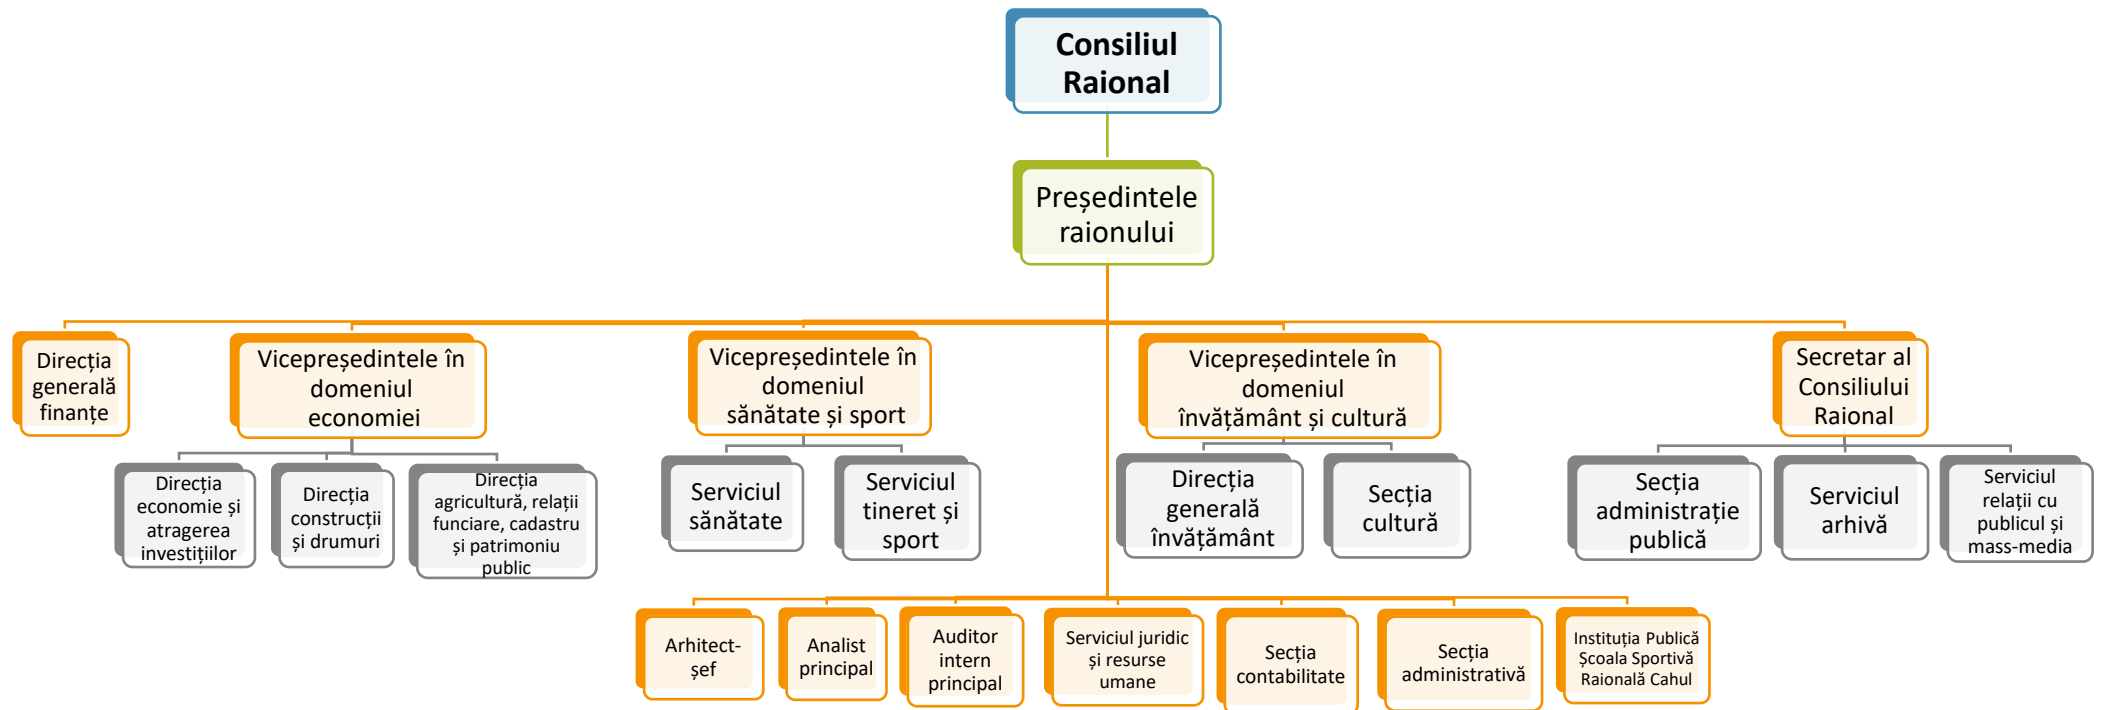 Consiliul
Raional
Președintele
raionului
Direcția
generală
finanțe
Vicepreședintele în
domeniul
economiei
Vicepreședintele în
domeniul
sănătate și sport
Vicepreședintele în
domeniul
învățământ și cultură
Secretar al
Consiliului
Raional
Direcția
economie și
atragerea
investițiilor
Direcția
construcții
și drumuri
Direcția
agricultură, relații
funciare, cadastru
și patrimoniu
public
Serviciul
sănătate
Serviciul
tineret și
sport
Direcția
generală
învățământ
Secția
cultură
Secția
administrație
publică
Serviciul
arhivă
Serviciul
relații cu
publicul și
mass-media
Arhitect-
șef
Analist
principal
Auditor
intern
principal
Serviciul juridic
și resurse
umane
Secția
contabilitate
Secția
administrativă
Instituția Publică
Școala Sportivă
Raională Cahul